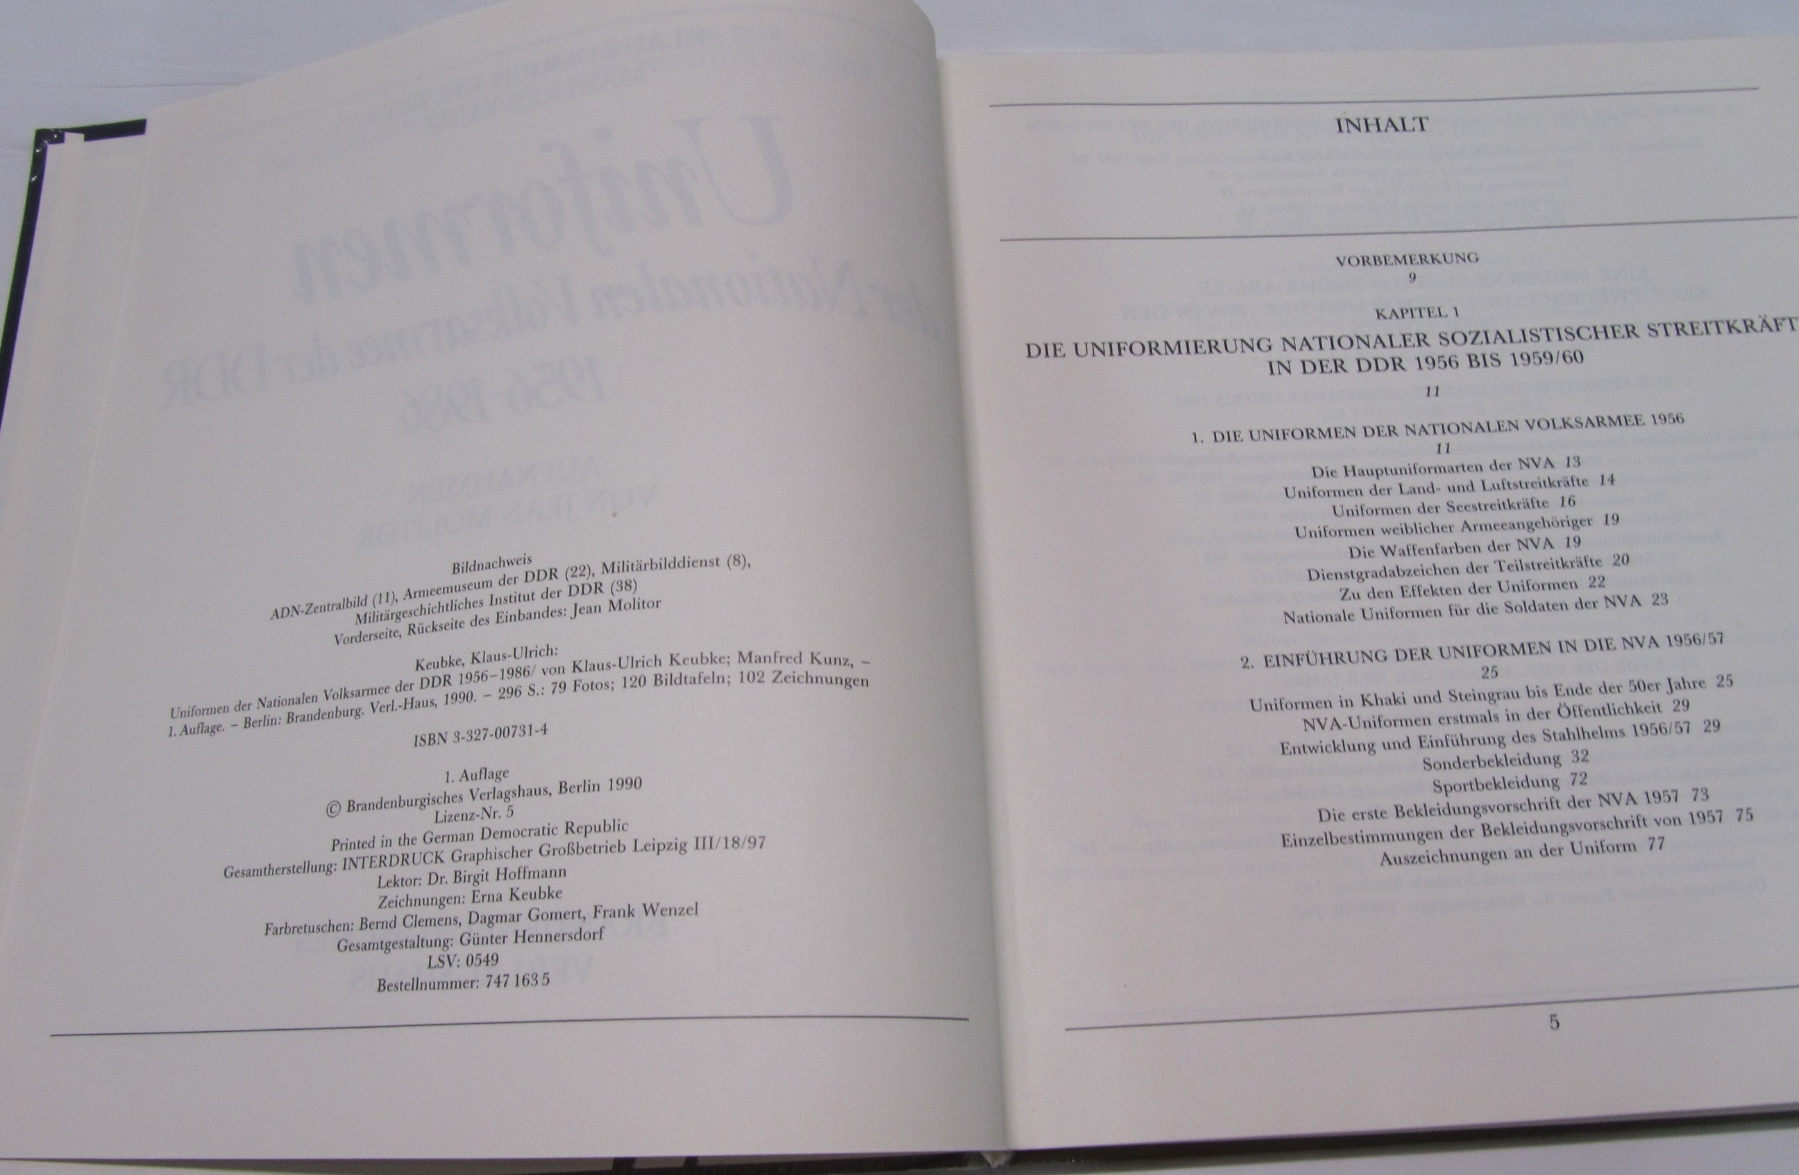 Bildnachweis
ADN-Zentralbild (11), Armeemuseum der DDR (22), Militärbilddienst (8),
Militärgeschichtliches Institut der DDR (38)
Vorderseite, Rückseite des Einbandes: Jean Molitor
Keubke, Klaus-Ulrich:
Uniformen der Nationalen Volksarmee der DDR 1956–1986/ von Klaus-Ulrich Keubke; Manfred Kunz, –
1. Auflage. – Berlin: Brandenburg. Verl.-Haus, 1990. – 296 S.: 79 Fotos; 120 Bildtafeln; 102 Zeichnungen
ISBN 3-327-00731-4
1. Auflage
© Brandenburgisches Verlagshaus, Berlin 1990
Lizenz-Nr. 5
Printed in the German Democratic Republic
Gesamtherstellung: INTERDRUCK Graphischer Großbetrieb Leipzig III/18/97
Lektor: Dr. Birgit Hoffmann
Zeichnungen: Erna Keubke
Farbretuschen: Bernd Clemens, Dagmar Gomert, Frank Wenzel
Gesamtgestaltung: Günter Hennersdorf
LSV: 0549
Bestellnummer: 747 163 5
INHALT
VORBEMERKUNG
9
KAPITEL 1
DIE UNIFORMIERUNG NATIONALER SOZIALISTISCHER STREITKRÄFT
IN DER DDR 1956 BIS 1959/60
11
1. DIE UNIFORMEN DER NATIONALEN VOLKSARMEE 1956
11
Die Hauptuniformarten der NVA 13
Uniformen der Land- und Luftstreitkräfte 14
Uniformen der Seestreitkräfte 16
Uniformen weiblicher Armeeangehöriger 19
Die Waffenfarben der NVA 19
Dienstgradabzeichen der Teilstreitkräfte 20
Zu den Effekten der Uniformen 22
Nationale Uniformen für die Soldaten der NVA 23
2. EINFÜHRUNG DER UNIFORMEN IN DIE NVA 1956/57
25
Uniformen in Khaki und Steingrau bis Ende der 50er Jahre 25
NVA-Uniformen erstmals in der Öffentlichkeit 29
Entwicklung und Einführung des Stahlhelms 1956/57 29
Sonderbekleidung 32
Sportbekleidung 72
Die erste Bekleidungsvorschrift der NVA 1957 73
Einzelbestimmungen der Bekleidungsvorschrift von 1957 75
Auszeichnungen an der Uniform 77
5